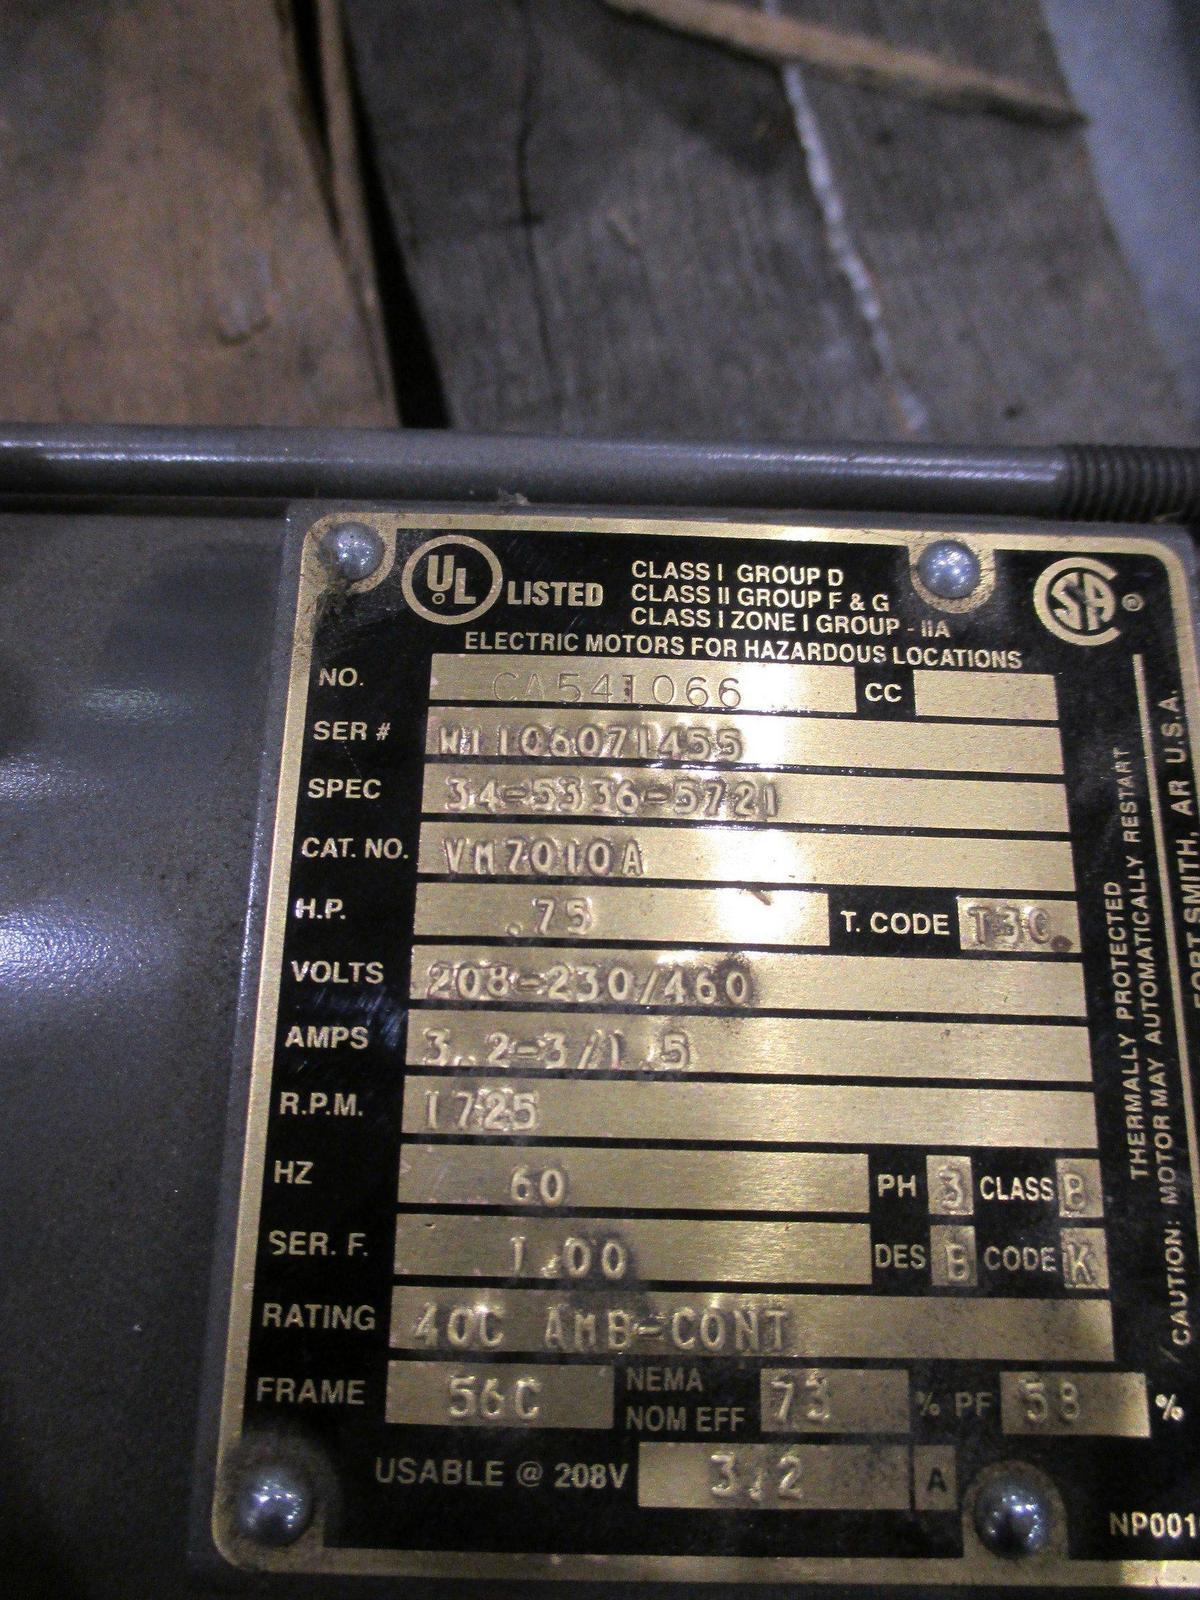 UL LISTED
CLASS I GROUP D
CLASS II GROUP F & G
CLASS I ZONE I GROUP - IIA
ELECTRIC MOTORS FOR HAZARDOUS LOCATIONS
SA ®
NO. CA541066 CC
SER # W1106071455
SPEC 34-5336-5721
CAT. NO. VM7010A
H.P. .75 T. CODE T3C
VOLTS 208-230/460
AMPS 3.2-3/1.5
R.P.M. 1725
HZ 60 PH 3 CLASS B
SER. F. 1.00 DES B CODE K
RATING 40C AMB-CONT
FRAME 56C NEMA NOM EFF 73 % PF 58 %
USABLE @ 208V 3.2 A
NP001
THERMALLY PROTECTED
CAUTION: MOTOR MAY AUTOMATICALLY RESTART
SMITH, AR U.S.A.